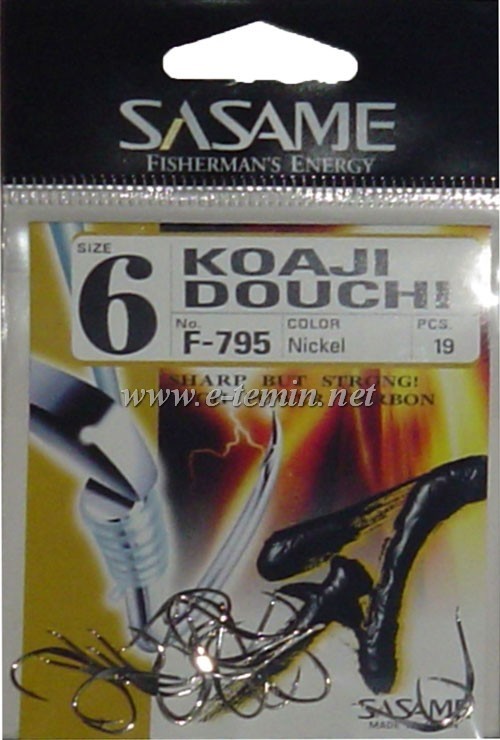 SASAME
FISHERMAN'S ENERGY
SIZE
6
KOAJI
DOUCHI
No.
F-795
COLOR
Nickel
PCS.
19
SHARP BUT STRONG!
www.e-temin.net
SASAME
MADE